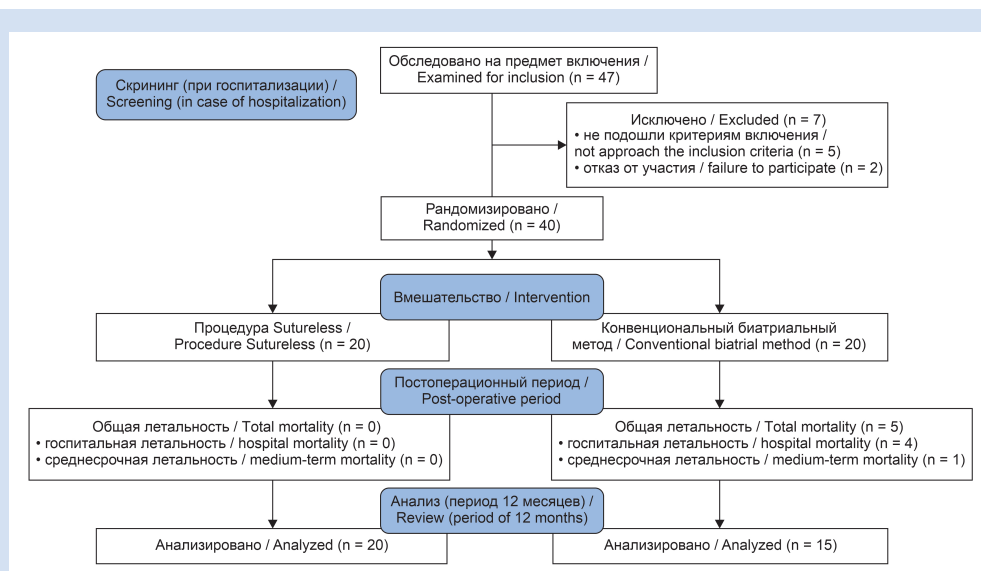 Обследовано на предмет включения /
Examined for inclusion (n = 47)
Скрининг (при госпитализации) /
Screening (in case of hospitalization)
Исключено / Excluded (n = 7)
• не подошли критериям включения /
not approach the inclusion criteria (n = 5)
• отказ от участия / failure to participate (n = 2)
Рандомизировано /
Randomized (n = 40)
Вмешательство / Intervention
Процедура Sutureless /
Procedure Sutureless (n = 20)
Конвенциональный биатриальный
метод / Conventional biatrial method (n = 20)
Постоперационный период /
Post-operative period
Общая летальность / Total mortality (n = 0)
• госпитальная летальность / hospital mortality (n = 0)
• среднесрочная летальность / medium-term mortality (n = 0)
Общая летальность / Total mortality (n = 5)
• госпитальная летальность / hospital mortality (n = 4)
• среднесрочная летальность / medium-term mortality (n = 1)
Анализ (период 12 месяцев) /
Review (period of 12 months)
Анализировано / Analyzed (n = 20)
Анализировано / Analyzed (n = 15)